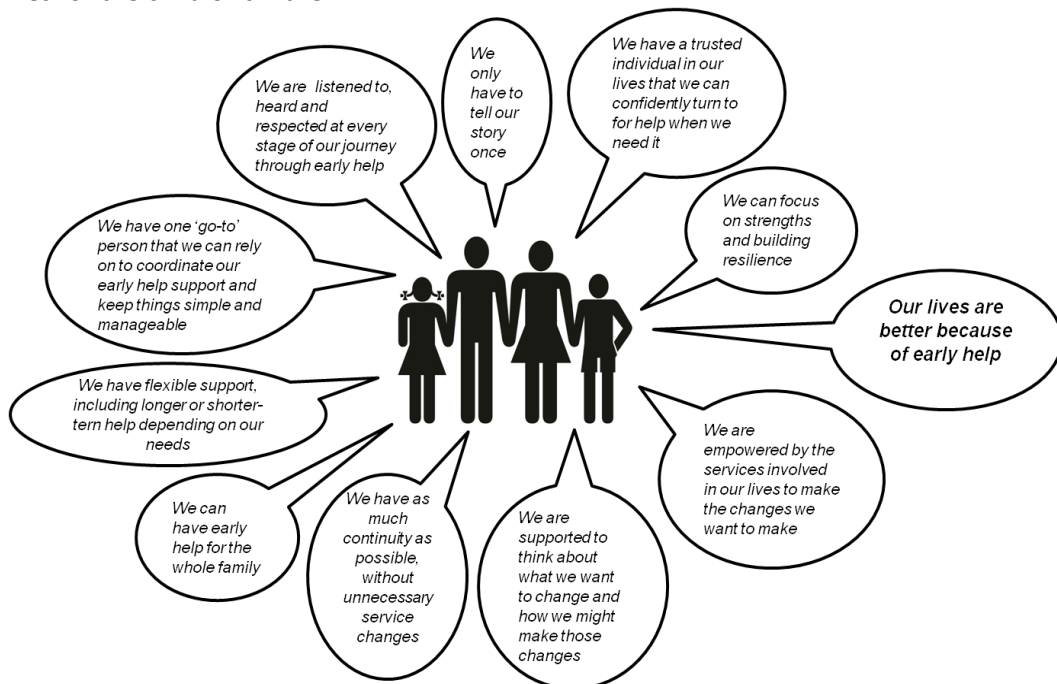 We are listened to,
heard and
respected at every
stage of our journey
through early help
We
only
have to
tell our
story
once
We have a trusted
individual in our
lives that we can
confidently turn to
for help when we
need it
We can focus
on strengths
and building
resilience
Our lives are
better because
of early help
We are
empowered by the
services involved
in our lives to make
the changes we
want to make
We are
supported to
think about
what we want
to change and
how we might
make those
changes
We have as
much
continuity as
possible,
without
unnecessary
service
changes
We can
have early
help for the
whole family
We have flexible support,
including longer or shorter-
tern help depending on our
needs
We have one ‘go-to’
person that we can rely
on to coordinate our
early help support and
keep things simple and
manageable